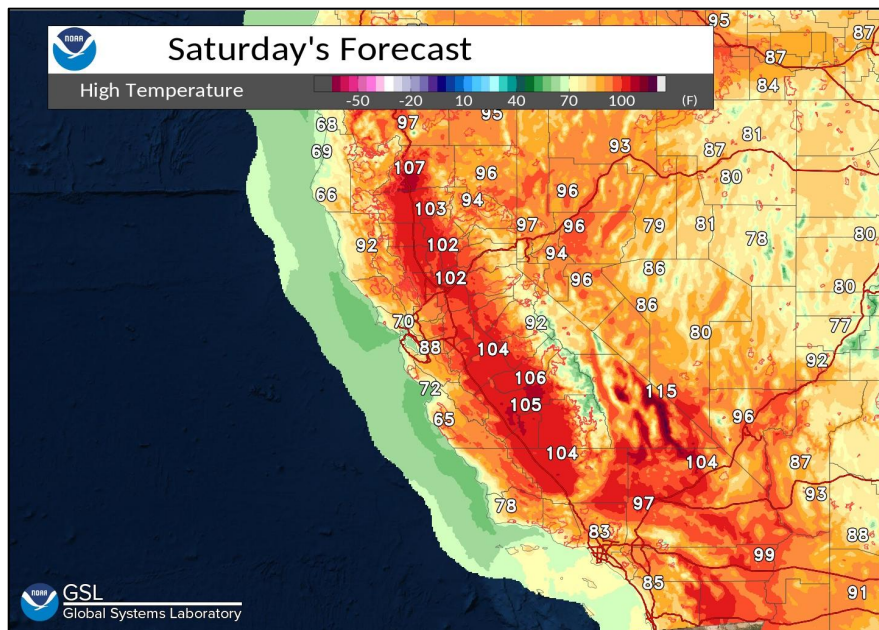 NOAA
Saturday's Forecast
High Temperature
-50 -20 10 40 70 100 (F)
95
87
87
84
68 97 95
81
69 93 87
107 96 80
66 96
94
103 97 96 79 81
92 102 94 78 80
102 96 86
80
86
70 92 80 77
88 104 92
106
72 115
105 96
65
104 104 87
93
78 97
83 88
99
85 91
NOAA
GSL
Global Systems Laboratory